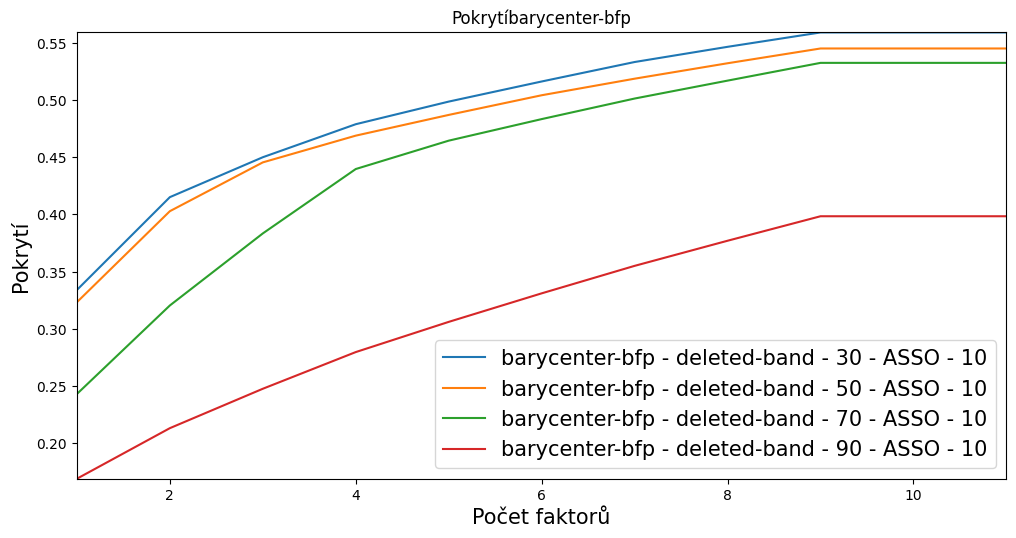 Pokrytíbarycenter-bfp
0.55
0.50
0.45
0.40
0.35
0.30
0.25
0.20
Pokrytí
barycenter-bfp - deleted-band - 30 - ASSO - 10
barycenter-bfp - deleted-band - 50 - ASSO - 10
barycenter-bfp - deleted-band - 70 - ASSO - 10
barycenter-bfp - deleted-band - 90 - ASSO - 10
2 4 6 8 10
Počet faktorů